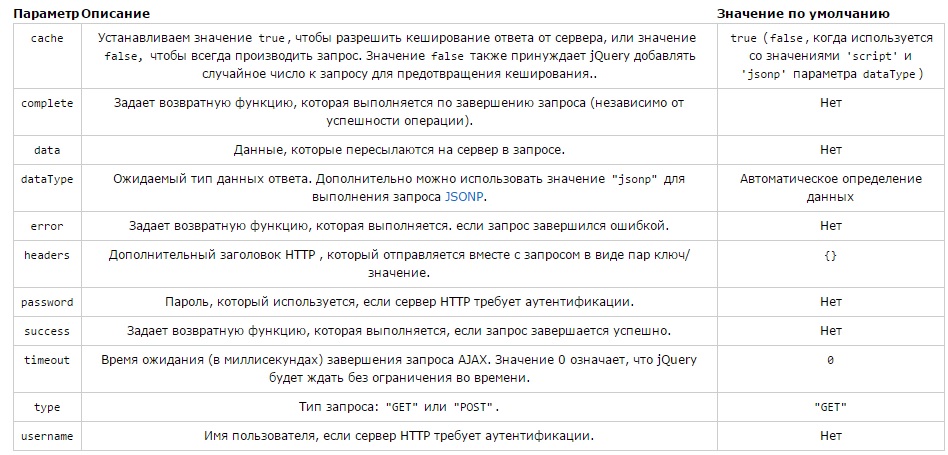 Параметр Описание Значение по умолчанию
cache Устанавливаем значение true, чтобы разрешить кеширование ответа от сервера, или значение true (false, когда используется
false, чтобы всегда производить запрос. Значение false также принуждает jQuery добавлять со значениями 'script' и
случайное число к запросу для предотвращения кеширования.. 'jsonp' параметра dataType)
complete Задает возвратную функцию, которая выполняется по завершению запроса (независимо от Нет
успешности операции).
data Данные, которые пересылаются на сервер в запросе. Нет
dataType Ожидаемый тип данных ответа. Дополнительно можно использовать значение "jsonp" для Автоматическое определение
выполнения запроса JSONP. данных
error Задает возвратную функцию, которая выполняется. если запрос завершился ошибкой. Нет
headers Дополнительный заголовок HTTP , который отправляется вместе с запросом в виде пар ключ/ {}
значение.
password Пароль, который используется, если сервер HTTP требует аутентификации. Нет
success Задает возвратную функцию, которая выполняется, если запрос завершается успешно. Нет
timeout Время ожидания (в миллисекундах) завершения запроса AJAX. Значение 0 означает, что jQuery 0
будет ждать без ограничения во времени.
type Тип запроса: "GET" или "POST". "GET"
username Имя пользователя, если сервер HTTP требует аутентификации. Нет